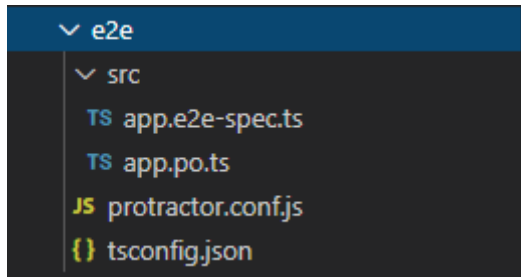 e2e
src
TS app.e2e-spec.ts
TS app.po.ts
JS protractor.conf.js
{} tsconfig.json